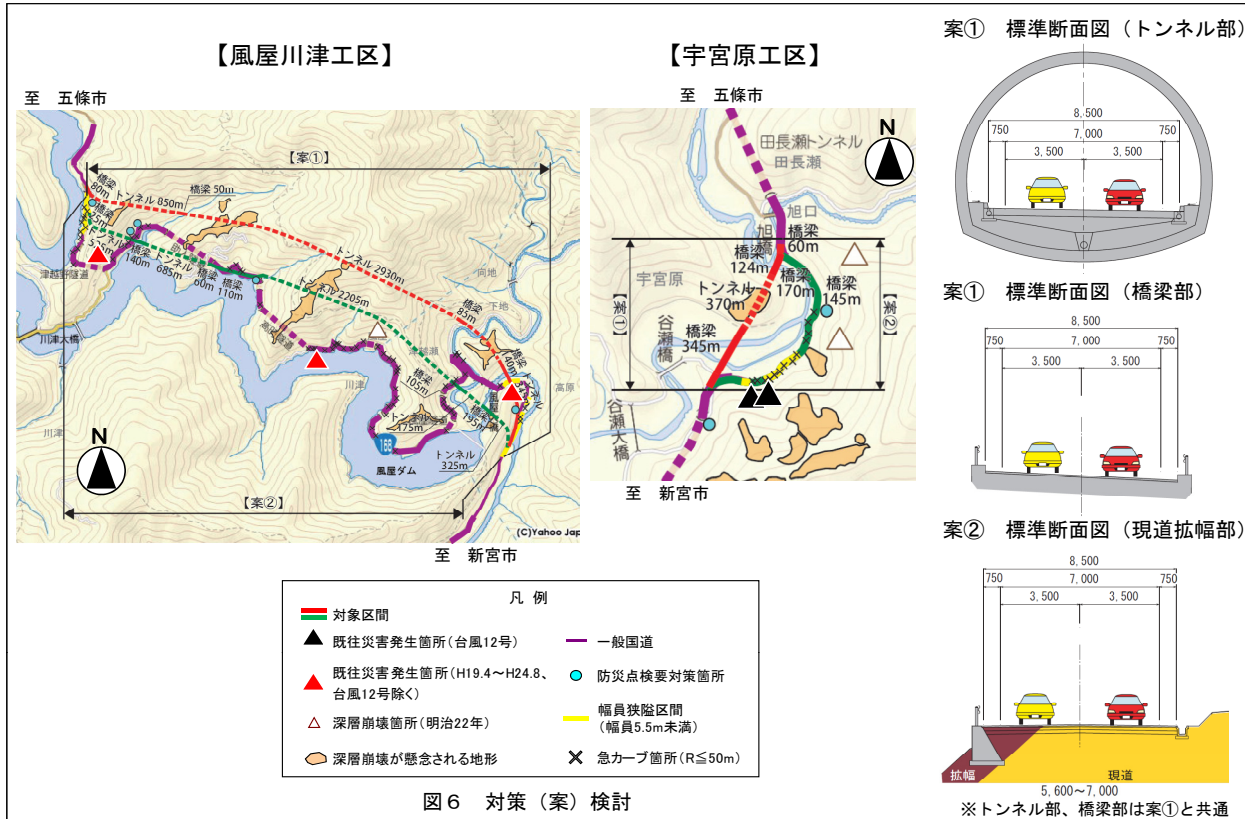 【風屋川津工区】
至 五條市
【案①】
橋梁 80m
トンネル 850m
橋梁 50m
橋梁 25m
橋梁 140m
トンネル 685m
橋梁 60m
橋梁 110m
トンネル 2930m
トンネル 2205m
橋梁 85m
橋梁 105m
橋梁 195m
トンネル 175m
トンネル 325m
津越野隧道
川津大橋
川津
川津
向地
下地
高原
168
風屋ダム
N
【案②】
(C)Yahoo Jap
至 新宮市
【宇宮原工区】
至 五條市
N
田長瀬トンネル
田長瀬
旭口
旭橋
橋梁 60m
橋梁 124m
宇宮原
トンネル 370m
橋梁 170m
橋梁 145m
【案①】
【案②】
谷瀬橋
橋梁 345m
谷瀬大橋
至 新宮市
凡 例
対象区間
既往災害発生箇所(台風12号)
一般国道
既往災害発生箇所(H19.4~H24.8、
台風12号除く)
防災点検要対策箇所
深層崩壊箇所(明治22年)
幅員狭隘区間
(幅員5.5m未満)
深層崩壊が懸念される地形
急カーブ箇所(R≦50m)
図6 対策(案)検討
案① 標準断面図(トンネル部)
8,500
750 7,000 750
3,500 3,500
案① 標準断面図(橋梁部)
8,500
750 7,000 750
3,500 3,500
案② 標準断面図(現道拡幅部)
8,500
750 7,000 750
3,500 3,500
拡幅 現道
5,600~7,000
※トンネル部、橋梁部は案①と共通